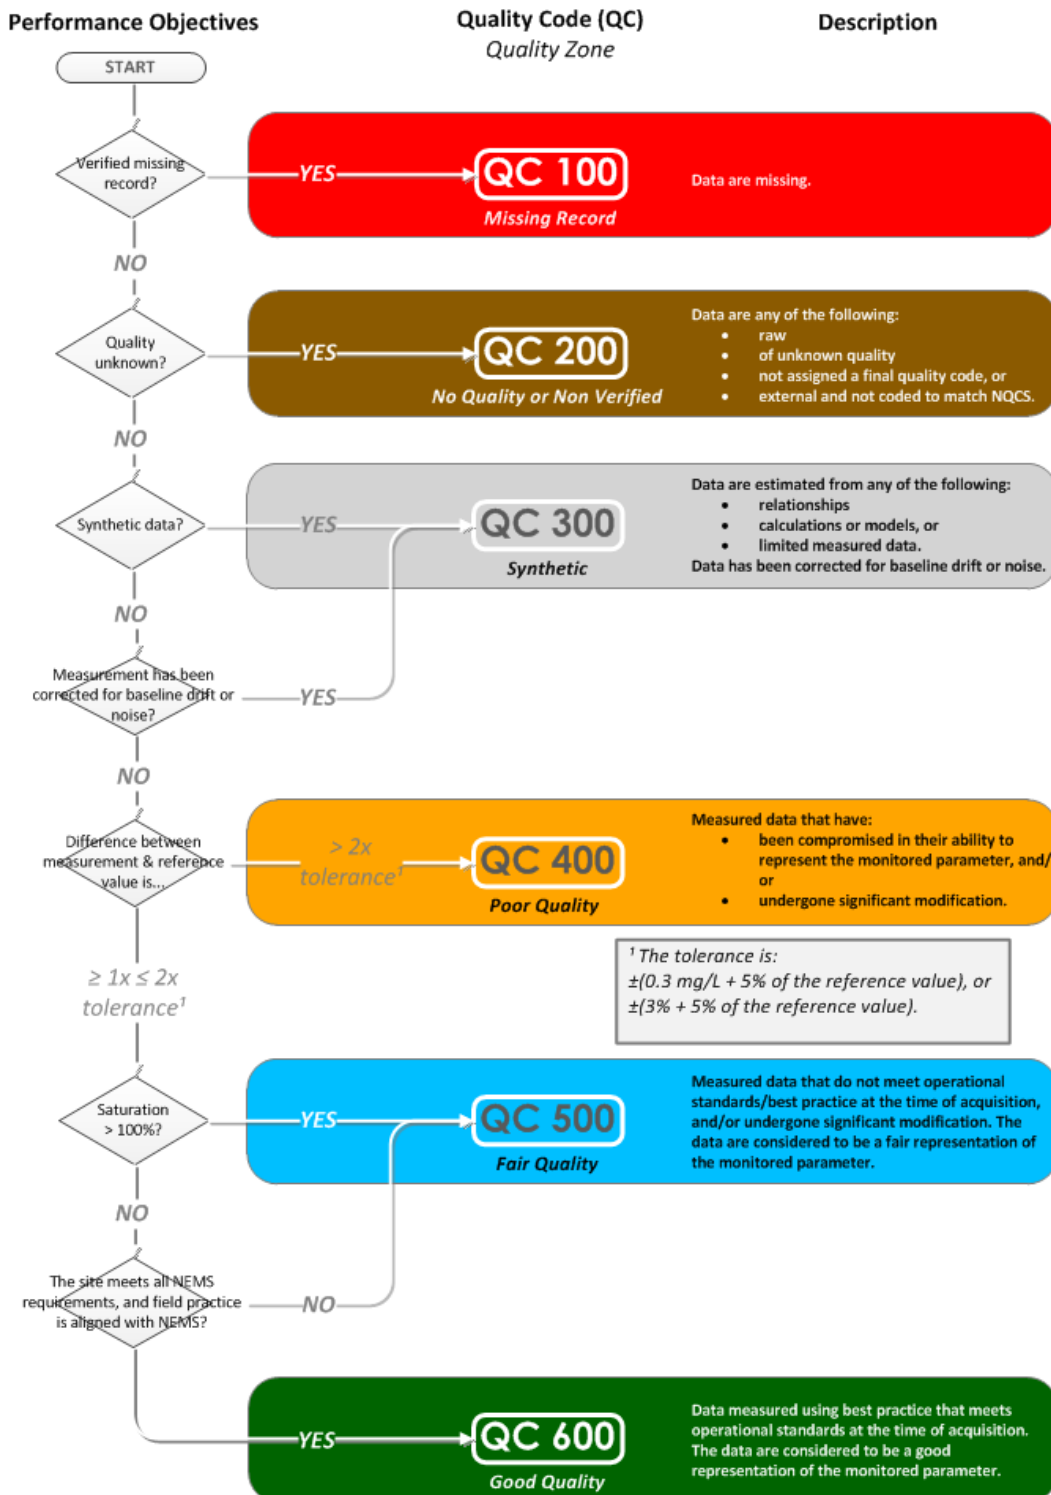 Performance Objectives
Quality Code (QC)
Quality Zone
Description
START
Verified missing
record?
YES
QC 100
Missing Record
Data are missing.
NO
Quality
unknown?
YES
QC 200
No Quality or Non Verified
Data are any of the following:
• raw
• of unknown quality
• not assigned a final quality code, or
• external and not coded to match NQCS.
NO
Synthetic data?
YES
QC 300
Synthetic
Data are estimated from any of the following:
• relationships
• calculations or models, or
• limited measured data.
Data has been corrected for baseline drift or noise.
NO
Measurement has been
corrected for baseline drift or
noise?
YES
NO
Difference between
measurement & reference
value is...
> 2x
tolerance¹
QC 400
Poor Quality
Measured data that have:
• been compromised in their ability to
represent the monitored parameter, and/
or
• undergone significant modification.
≥ 1x ≤ 2x
tolerance¹
¹ The tolerance is:
±(0.3 mg/L + 5% of the reference value), or
±(3% + 5% of the reference value).
Saturation
> 100%?
YES
QC 500
Fair Quality
Measured data that do not meet operational
standards/best practice at the time of acquisition,
and/or undergone significant modification. The
data are considered to be a fair representation of
the monitored parameter.
NO
The site meets all NEMS
requirements, and field practice
is aligned with NEMS?
NO
YES
QC 600
Good Quality
Data measured using best practice that meets
operational standards at the time of acquisition.
The data are considered to be a good
representation of the monitored parameter.